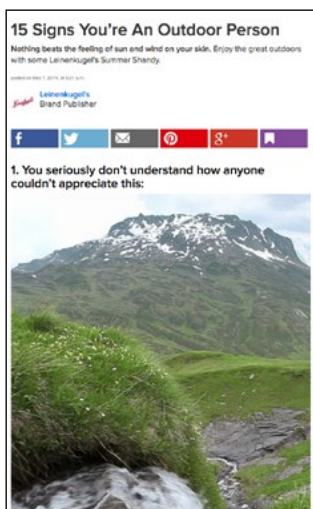 15 Signs You're An Outdoor Person
Nothing beats the feeling of sun and wind on your skin. Enjoy the great outdoors
with some Leinenkugel's Summer Shandy.
posted on
Leinenkugel's
Brand Publisher
1. You seriously don't understand how anyone
couldn't appreciate this: